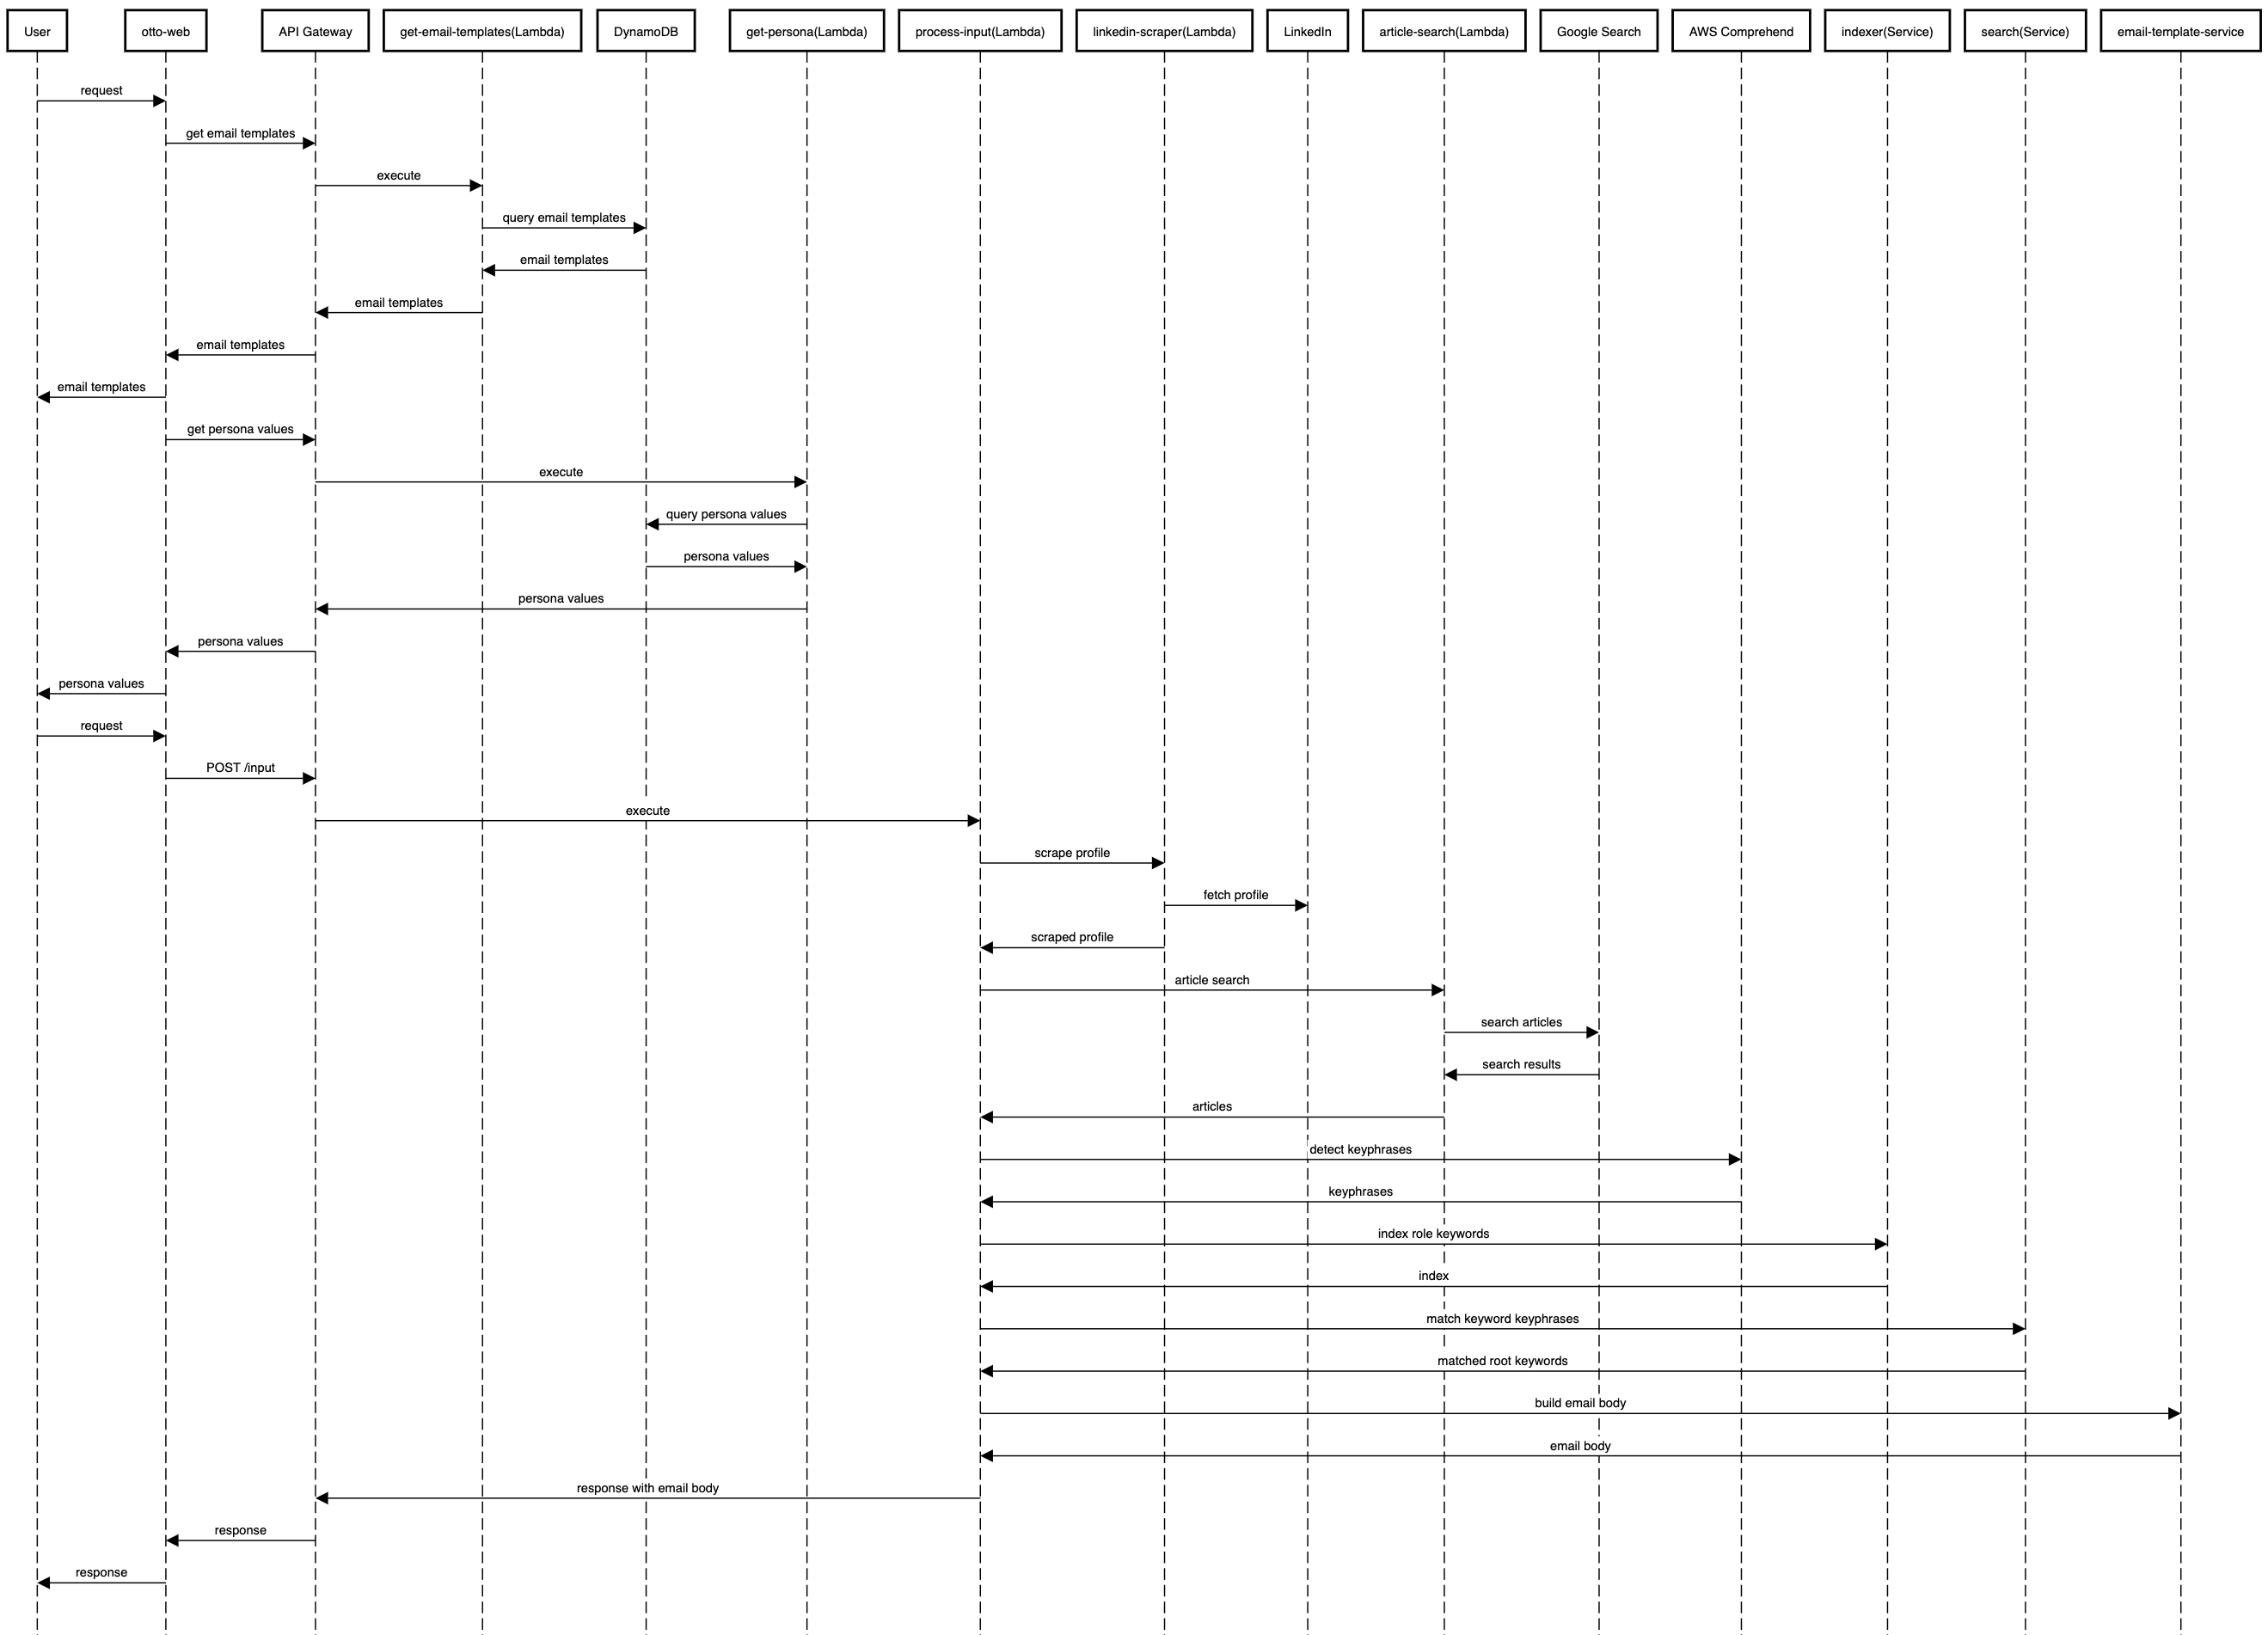 User
otto-web
API Gateway
get-email-templates(Lambda)
DynamoDB
get-persona(Lambda)
process-input(Lambda)
linkedin-scraper(Lambda)
LinkedIn
article-search(Lambda)
Google Search
AWS Comprehend
indexer(Service)
search(Service)
email-template-service
request
get email templates
execute
query email templates
email templates
email templates
email templates
email templates
get persona values
execute
query persona values
persona values
persona values
persona values
persona values
request
POST /input
execute
scrape profile
fetch profile
scraped profile
article search
search articles
search results
articles
detect keyphrases
keyphrases
index role keywords
index
match keyword keyphrases
matched root keywords
build email body
email body
response with email body
response
response